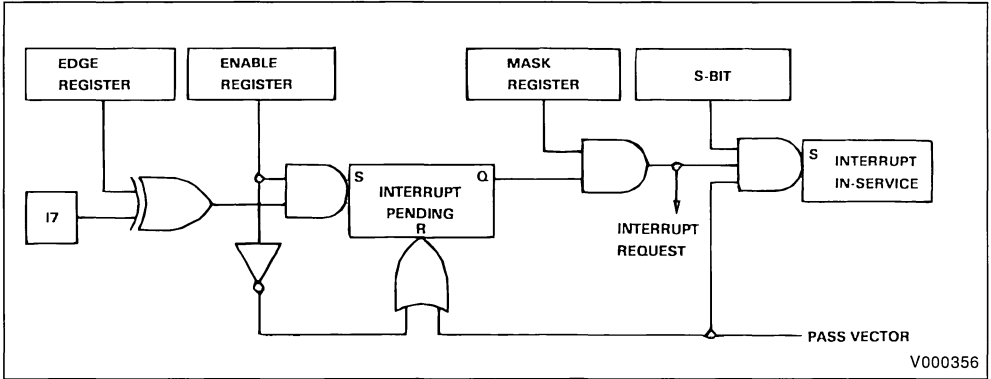 EDGE
REGISTER
ENABLE
REGISTER
MASK
REGISTER
S-BIT
I7
S
Q
INTERRUPT
PENDING
R
INTERRUPT
REQUEST
S
INTERRUPT
IN-SERVICE
PASS VECTOR
V000356